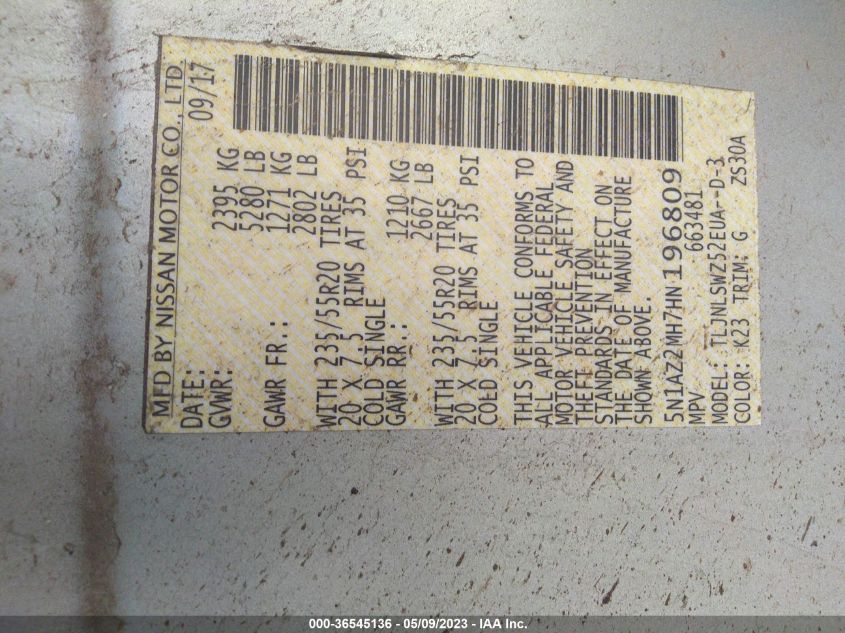 MFD BY NISSAN MOTOR CO., LTD.
DATE: 09/17
GVWR: 2395 KG
5280 LB
GAWR FR.: 1271 KG
2802 LB
WITH 235/55R20 TIRES
20 X 7.5 RIMS AT 35 PSI
COLD SINGLE
GAWR RR.: 1210 KG
2667 LB
WITH 235/55R20 TIRES
20 X 7.5 RIMS AT 35 PSI
COLD SINGLE
THIS VEHICLE CONFORMS TO
ALL APPLICABLE FEDERAL
MOTOR VEHICLE SAFETY AND
THEFT PREVENTION
STANDARDS IN EFFECT ON
THE DATE OF MANUFACTURE
SHOWN ABOVE.
5N1AZ2MH7HN196809
MPV 663481
MODEL: TLJNLSWZ52EUA--D-3
COLOR: K23 TRIM: G ZS30A
000-36545136 - 05/09/2023 - IAA Inc.